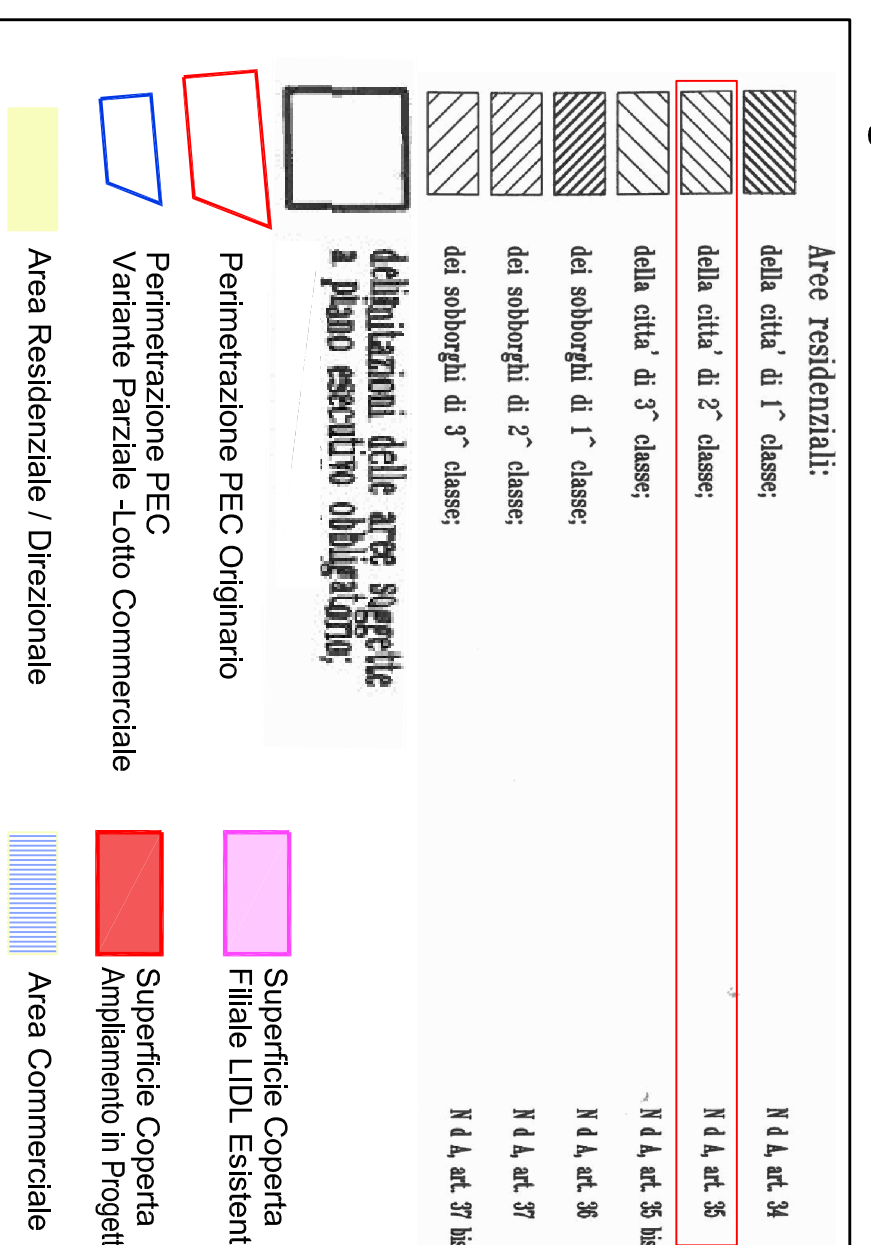 Aree residenziali:
della citta' di 1^ classe; N d A, art. 34
della citta' di 2^ classe; N d A, art. 35
della citta' di 3^ classe; N d A, art. 35 bis
dei sobborghi di 1^ classe; N d A, art. 36
dei sobborghi di 2^ classe; N d A, art. 37
dei sobborghi di 3^ classe; N d A, art. 37 bis
delimitazioni delle aree soggette
a piano esecutivo obbligatorio;
Perimetrazione PEC Originario
Superficie Coperta
Filiale LIDL Esistent
Perimetrazione PEC
Variante Parziale -Lotto Commerciale
Superficie Coperta
Ampliamento in Progett
Area Residenziale / Direzionale
Area Commerciale